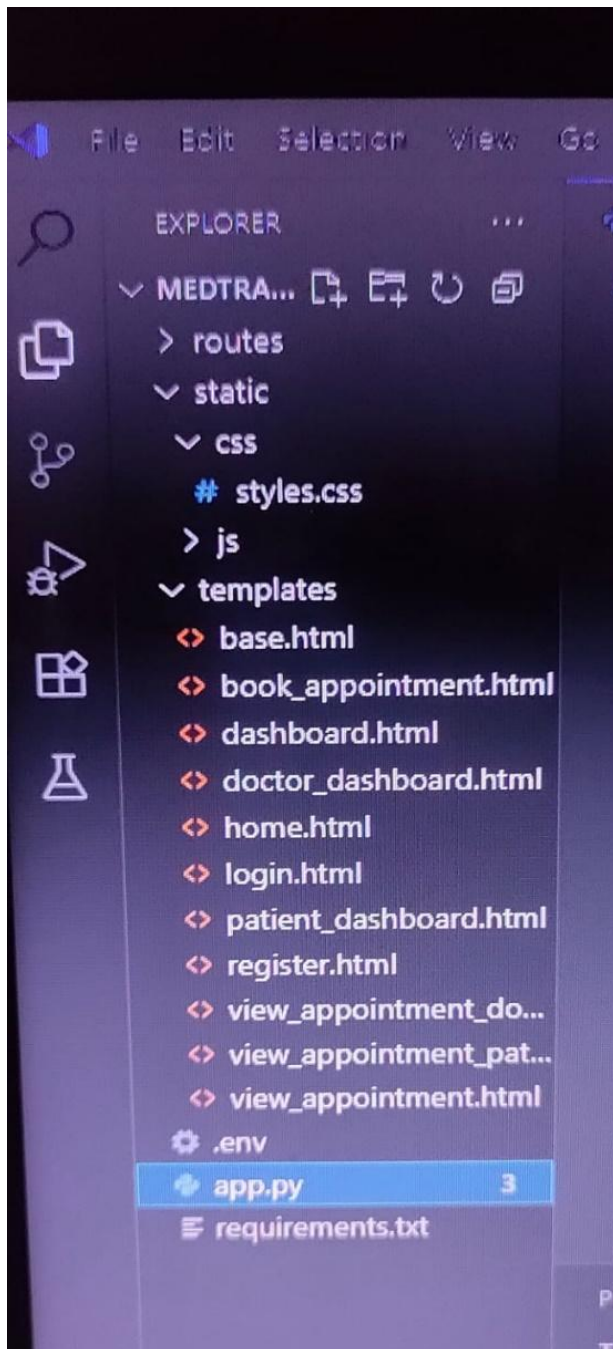 File Edit Selection View Go
EXPLORER ...
MEDTRA...
routes
static
css
# styles.css
js
templates
<> base.html
<> book_appointment.html
<> dashboard.html
<> doctor_dashboard.html
<> home.html
<> login.html
<> patient_dashboard.html
<> register.html
<> view_appointment_do...
<> view_appointment_pat...
<> view_appointment.html
.env
app.py 3
requirements.txt
P